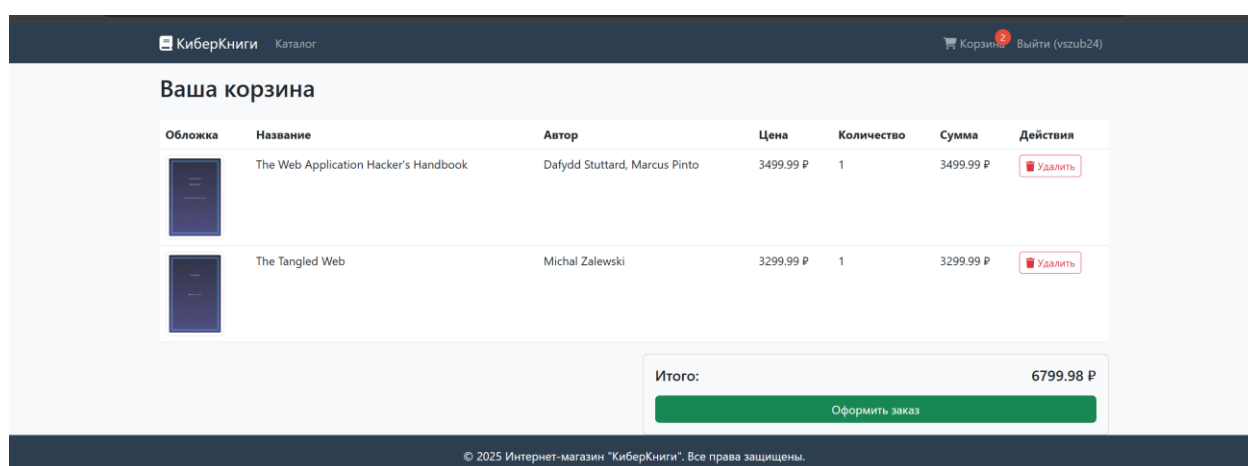 КиберКниги Каталог Корзина 2 Выйти (vszub24)
Ваша корзина
Обложка Название Автор Цена Количество Сумма Действия
The Web Application Hacker's Handbook Dafydd Stuttard, Marcus Pinto 3499.99 ₽ 1 3499.99 ₽ Удалить
The Tangled Web Michal Zalewski 3299.99 ₽ 1 3299.99 ₽ Удалить
Итого: 6799.98 ₽
Оформить заказ
© 2025 Интернет-магазин "КиберКниги". Все права защищены.